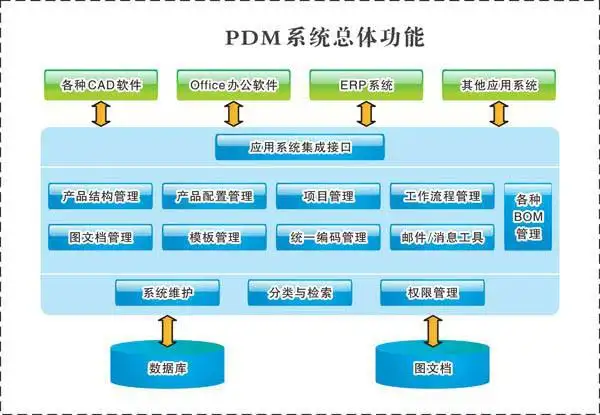 PDM系统总体功能
各种CAD软件
Office办公软件
ERP系统
其他应用系统
应用系统集成接口
产品结构管理
产品配置管理
项目管理
工作流程管理
图文档管理
模板管理
统一编码管理
邮件/消息工具
各种
BOM
管理
系统维护
分类与检索
权限管理
数据库
图文档